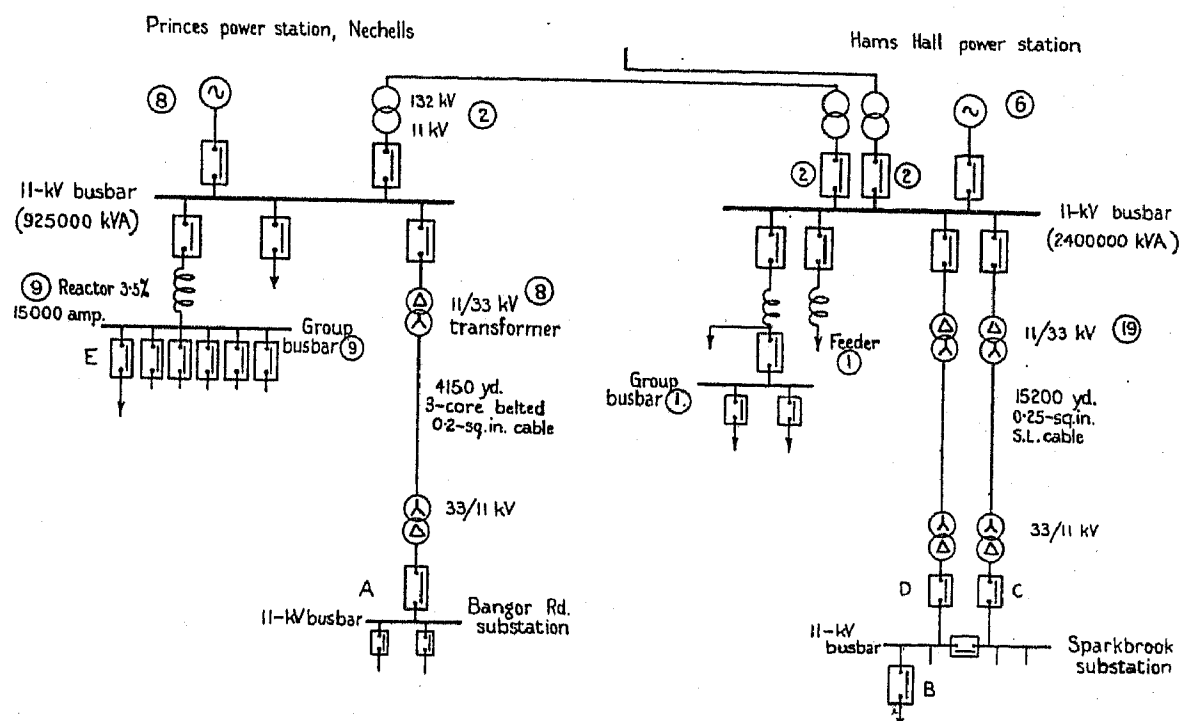 Princes power station, Nechells
Hams Hall power station
8
132 kV
11 kV
2
2
2
6
11-kV busbar
(925000 kVA)
11-kV busbar
(2400000 kVA)
9 Reactor 3·5%
15000 amp.
Group
busbar 9
E
11/33 kV 8
transformer
4150 yd.
3-core belted
0·2-sq.in. cable
33/11 kV
A
11-kV busbar
Bangor Rd.
substation
Feeder
1
Group
busbar 1.
11/33 kV 19
15200 yd.
0·25-sq.in.
S.L. cable
33/11 kV
D
C
11-kV
busbar
Sparkbrook
substation
B